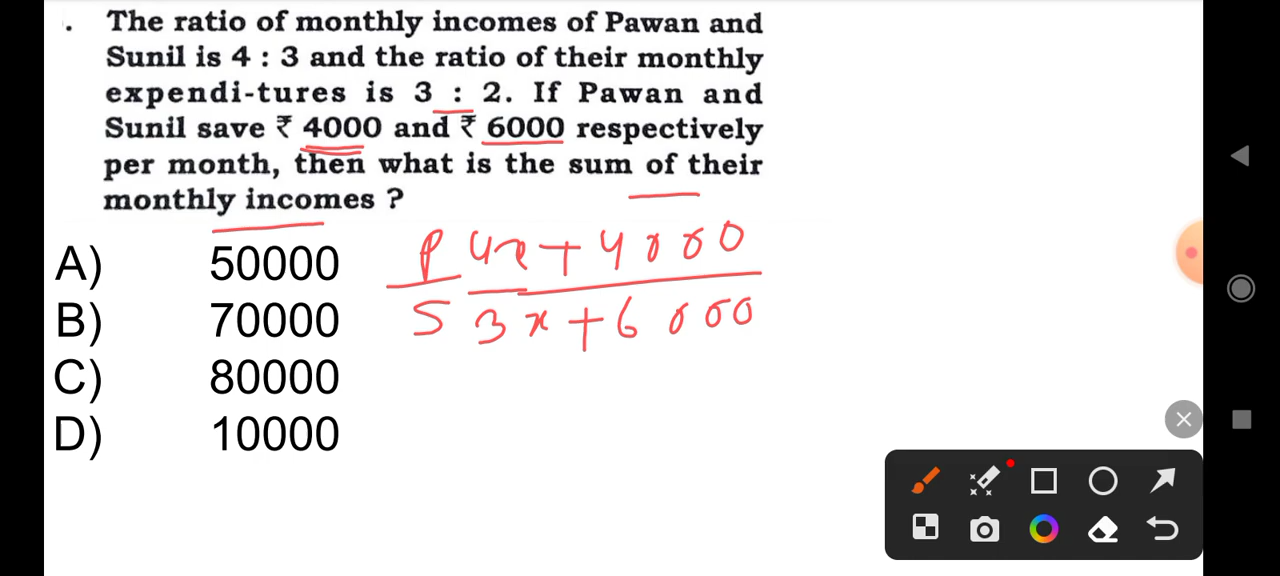 . The ratio of monthly incomes of Pawan and
Sunil is 4 : 3 and the ratio of their monthly
expendi-tures is 3 : 2. If Pawan and
Sunil save ₹ 4000 and ₹ 6000 respectively
per month, then what is the sum of their
monthly incomes ?
A) 50000
B) 70000
C) 80000
D) 10000
P 4x + 4000
S 3x + 6000